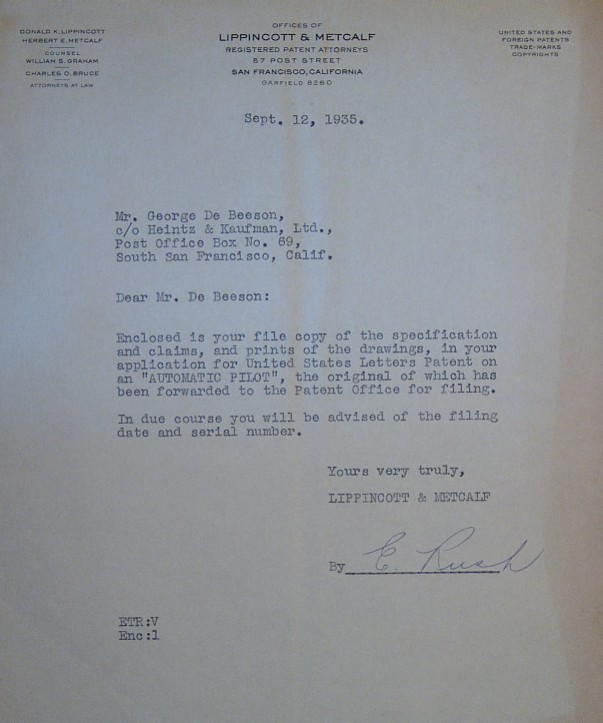 DONALD K. LIPPINCOTT
HERBERT E. METCALF
COUNSEL
WILLIAM S. GRAHAM
CHARLES O. BRUCE
ATTORNEYS AT LAW
OFFICES OF
LIPPINCOTT & METCALF
REGISTERED PATENT ATTORNEYS
57 POST STREET
SAN FRANCISCO, CALIFORNIA
GARFIELD 8260
UNITED STATES AND
FOREIGN PATENTS
TRADE-MARKS
COPYRIGHTS
Sept. 12, 1935.
Mr. George De Beeson,
c/o Heintz & Kaufman, Ltd.,
Post Office Box No. 69,
South San Francisco, Calif.
Dear Mr. De Beeson:
Enclosed is your file copy of the specification
and claims, and prints of the drawings, in your
application for United States Letters Patent on
an "AUTOMATIC PILOT", the original of which has
been forwarded to the Patent Office for filing.
In due course you will be advised of the filing
date and serial number.
Yours very truly,
LIPPINCOTT & METCALF
By E. Rush
ETR:V
Enc:1